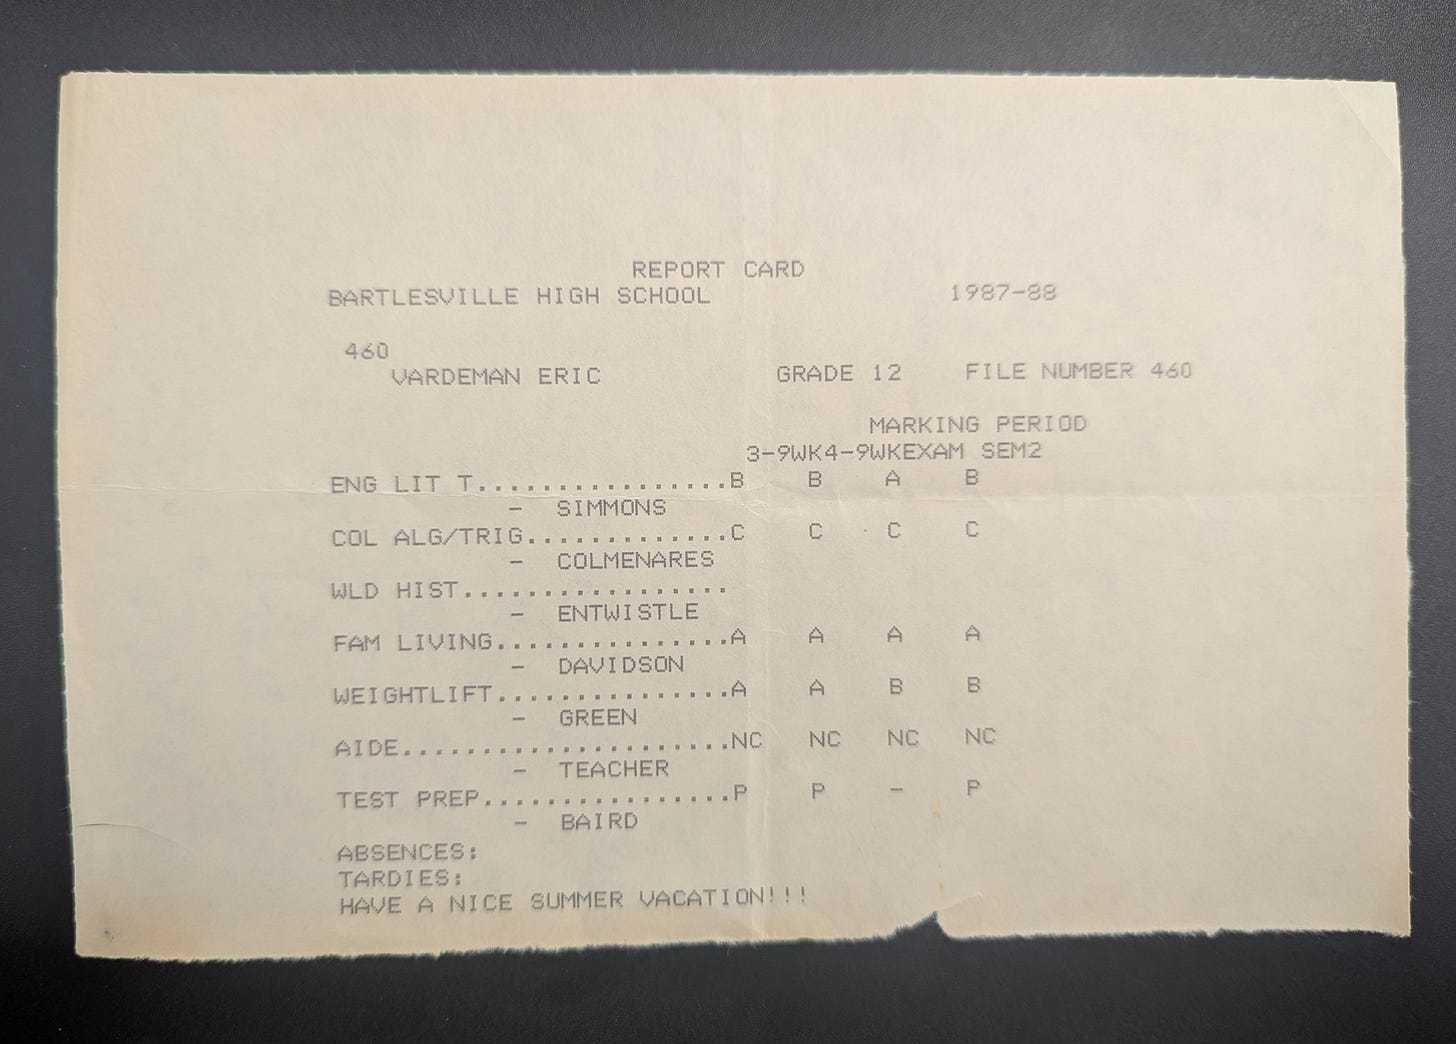 REPORT CARD
BARTLESVILLE HIGH SCHOOL 1987-88
460
VARDEMAN ERIC GRADE 12 FILE NUMBER 460
MARKING PERIOD
3-9WK4-9WKEXAM SEM2
ENG LIT T................B B A B
- SIMMONS
COL ALG/TRIG.............C C C C
- COLMENARES
WLD HIST.................
- ENTWISTLE
FAM LIVING...............A A A A
- DAVIDSON
WEIGHTLIFT...............A A B B
- GREEN
AIDE.....................NC NC NC NC
- TEACHER
TEST PREP................P P - P
- BAIRD
ABSENCES:
TARDIES:
HAVE A NICE SUMMER VACATION!!!